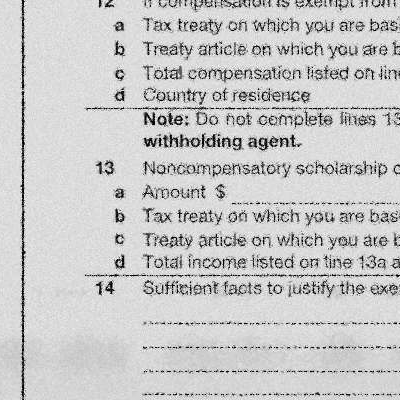 12 If compensation is exempt from
a Tax treaty on which you are bas
b Treaty article on which you are b
c Total compensation listed on lin
d Country of residence
Note: Do not complete lines 13
withholding agent.
13 Noncompensatory scholarship o
a Amount $
b Tax treaty on which you are bas
c Treaty article on which you are b
d Total income listed on line 13a a
14 Sufficient facts to justify the exe